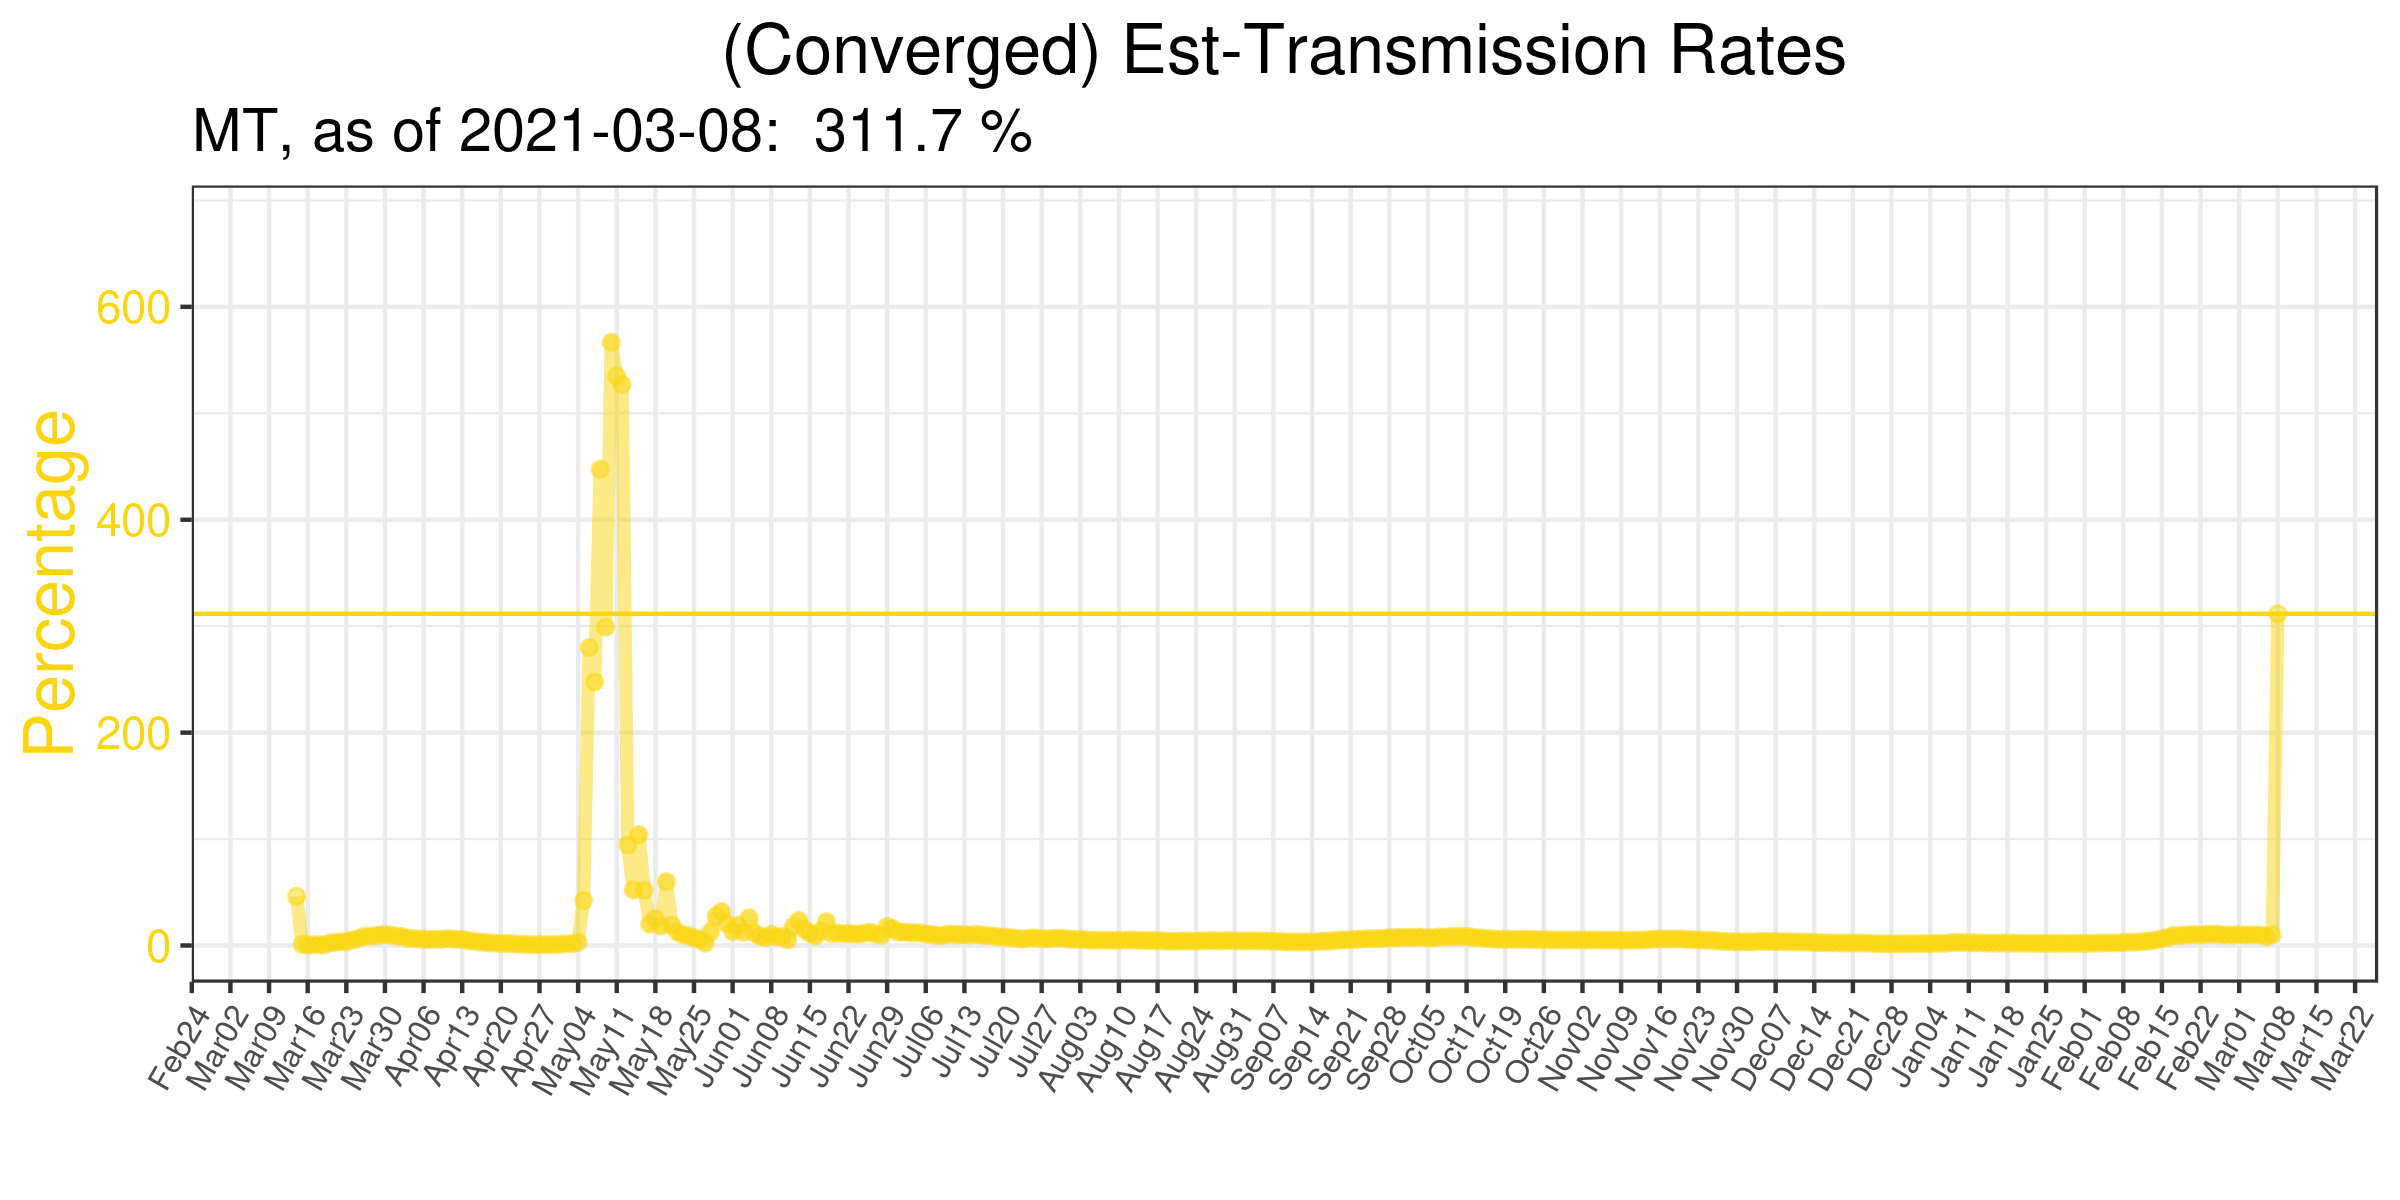 (Converged) Est-Transmission Rates
MT, as of 2021-03-08:  311.7 %
Percentage
600
400
200
0
Feb24
Mar02
Mar09
Mar16
Mar23
Mar30
Apr06
Apr13
Apr20
Apr27
May04
May11
May18
May25
Jun01
Jun08
Jun15
Jun22
Jun29
Jul06
Jul13
Jul20
Jul27
Aug03
Aug10
Aug17
Aug24
Aug31
Sep07
Sep14
Sep21
Sep28
Oct05
Oct12
Oct19
Oct26
Nov02
Nov09
Nov16
Nov23
Nov30
Dec07
Dec14
Dec21
Dec28
Jan04
Jan11
Jan18
Jan25
Feb01
Feb08
Feb15
Feb22
Mar01
Mar08
Mar15
Mar22